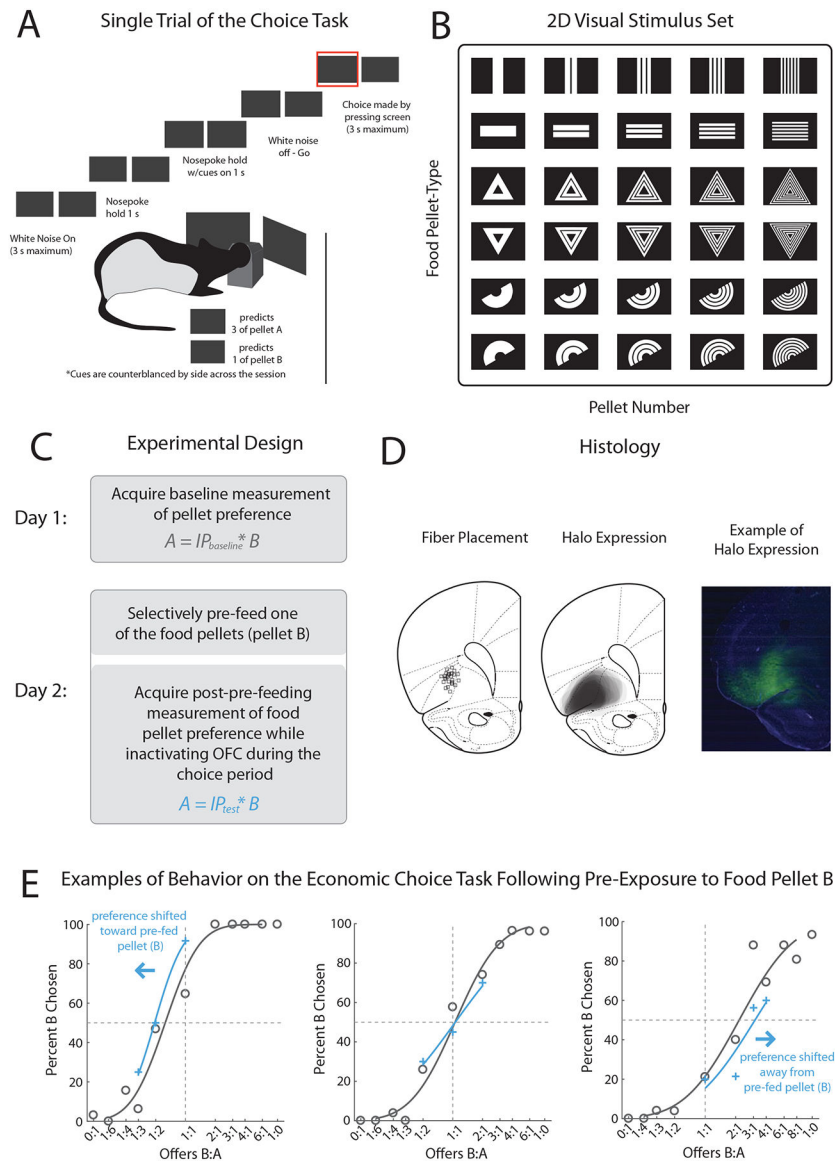 A
Single Trial of the Choice Task
Choice made by
pressing screen
(3 s maximum)
White noise
off - Go
Nosepoke hold
w/cues on 1 s
Nosepoke
hold 1 s
White Noise On
(3 s maximum)
predicts
3 of pellet A
predicts
1 of pellet B
*Cues are counterblanced by side across the session
B
2D Visual Stimulus Set
Food Pellet-Type
Pellet Number
C
Experimental Design
Day 1:
Acquire baseline measurement
of pellet preference
A = IPbaseline* B
Day 2:
Selectively pre-feed one
of the food pellets (pellet B)
Acquire post-pre-feeding
measurement of food
pellet preference while
inactivating OFC during the
choice period
A = IPtest* B
D
Histology
Fiber Placement
Halo Expression
Example of
Halo Expression
E
Examples of Behavior on the Economic Choice Task Following Pre-Exposure to Food Pellet B
preference shifted
toward pre-fed
pellet (B)
Percent B Chosen
100
80
60
40
20
0
0:1 1:6 1:4 1:3 1:2 1:1 2:1 3:1 4:1 6:1 1:0
Offers B:A
Percent B Chosen
100
80
60
40
20
0
0:1 1:6 1:4 1:3 1:2 1:1 2:1 3:1 4:1 6:1 1:0
Offers B:A
preference shifted
away from
pre-fed pellet (B)
Percent B Chosen
100
80
60
40
20
0
0:1 1:4 1:3 1:2 1:1 2:1 3:1 4:1 6:1 8:1 1:0
Offers B:A